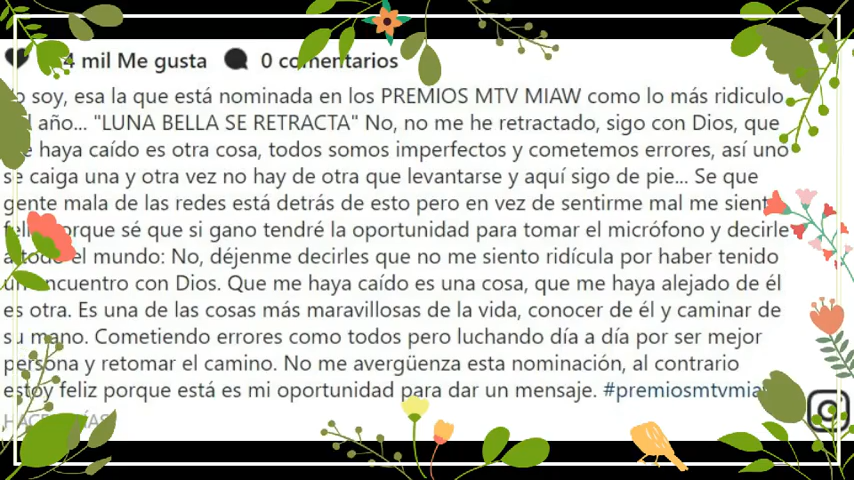 4 mil Me gusta 0 comentarios
soy, esa la que está nominada en los PREMIOS MTV MIAW como lo más ridiculo
año... "LUNA BELLA SE RETRACTA" No, no me he retractado, sigo con Dios, que
haya caído es otra cosa, todos somos imperfectos y cometemos errores, así uno
se caiga una y otra vez no hay de otra que levantarse y aquí sigo de pie... Se que
gente mala de las redes está detrás de esto pero en vez de sentirme mal me
porque sé que si gano tendré la oportunidad para tomar el micrófono y decirle
a todo el mundo: No, déjenme decirles que no me siento ridícula por haber tenido
un encuentro con Dios. Que me haya caído es una cosa, que me haya alejado de él
es otra. Es una de las cosas más maravillosas de la vida, conocer de él y caminar de
su mano. Cometiendo errores como todos pero luchando día a día por ser mejor
persona y retomar el camino. No me avergüenza esta nominación, al contrario
estoy feliz porque está es mi oportunidad para dar un mensaje. #premiosmtvmia